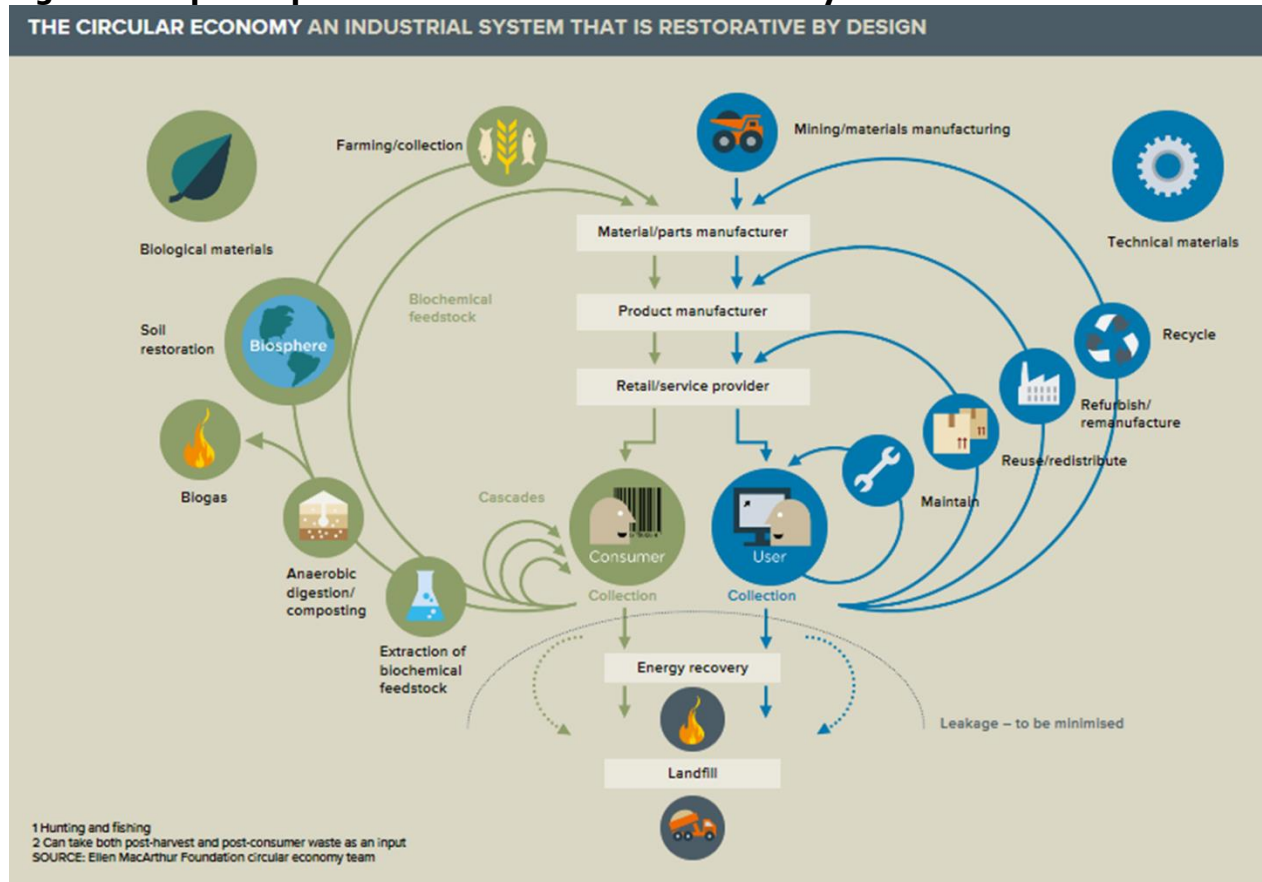 THE CIRCULAR ECONOMY AN INDUSTRIAL SYSTEM THAT IS RESTORATIVE BY DESIGN
Farming/collection
Mining/materials manufacturing
Biological materials
Technical materials
Material/parts manufacturer
Biochemical
feedstock
Product manufacturer
Soil
restoration
Biosphere
Recycle
Retail/service provider
Refurbish/
remanufacture
Reuse/redistribute
Biogas
Cascades
Maintain
Consumer
User
Anaerobic
digestion/
composting
Collection
Collection
Extraction of
biochemical
feedstock
Energy recovery
Leakage – to be minimised
Landfill
1 Hunting and fishing
2 Can take both post-harvest and post-consumer waste as an input
SOURCE: Ellen MacArthur Foundation circular economy team